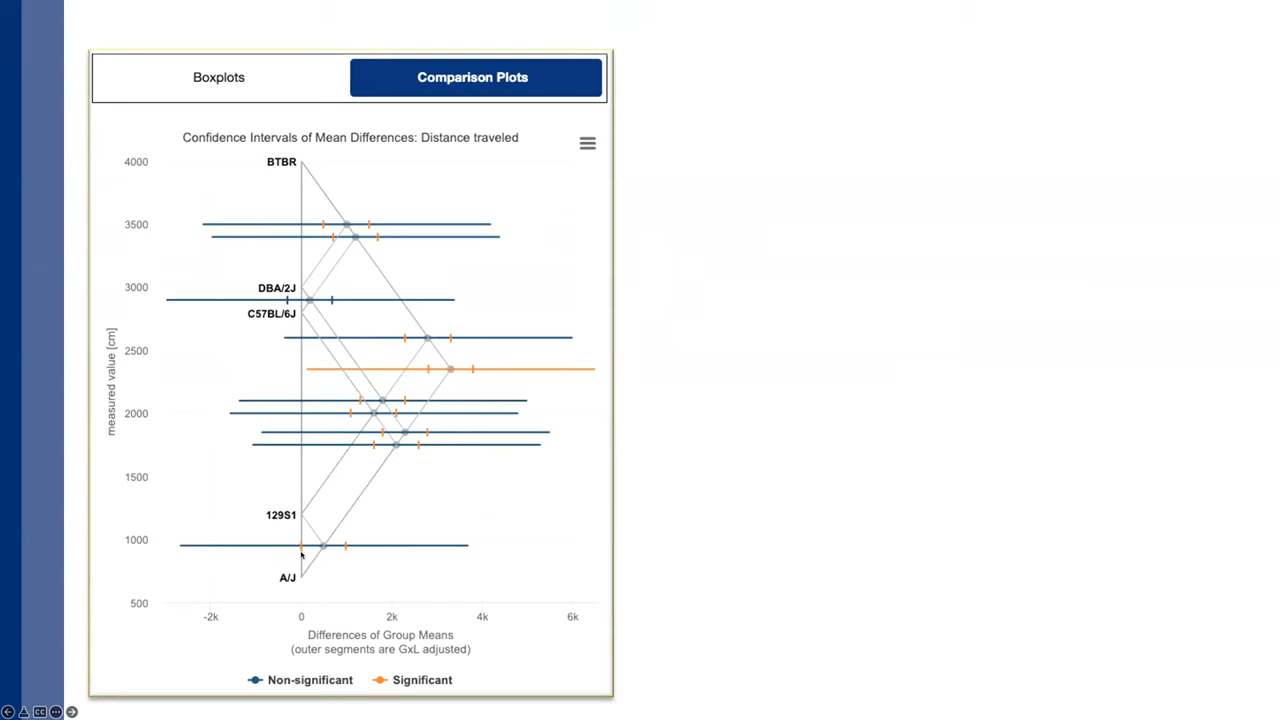 Boxplots
Comparison Plots
Confidence Intervals of Mean Differences: Distance traveled
4000
BTBR
3500
3000
DBA/2J
C57BL/6J
2500
measured value [cm]
2000
1500
129S1
1000
A/J
500
-2k
0
2k
4k
6k
Differences of Group Means
(outer segments are GxL adjusted)
Non-significant
Significant
CC